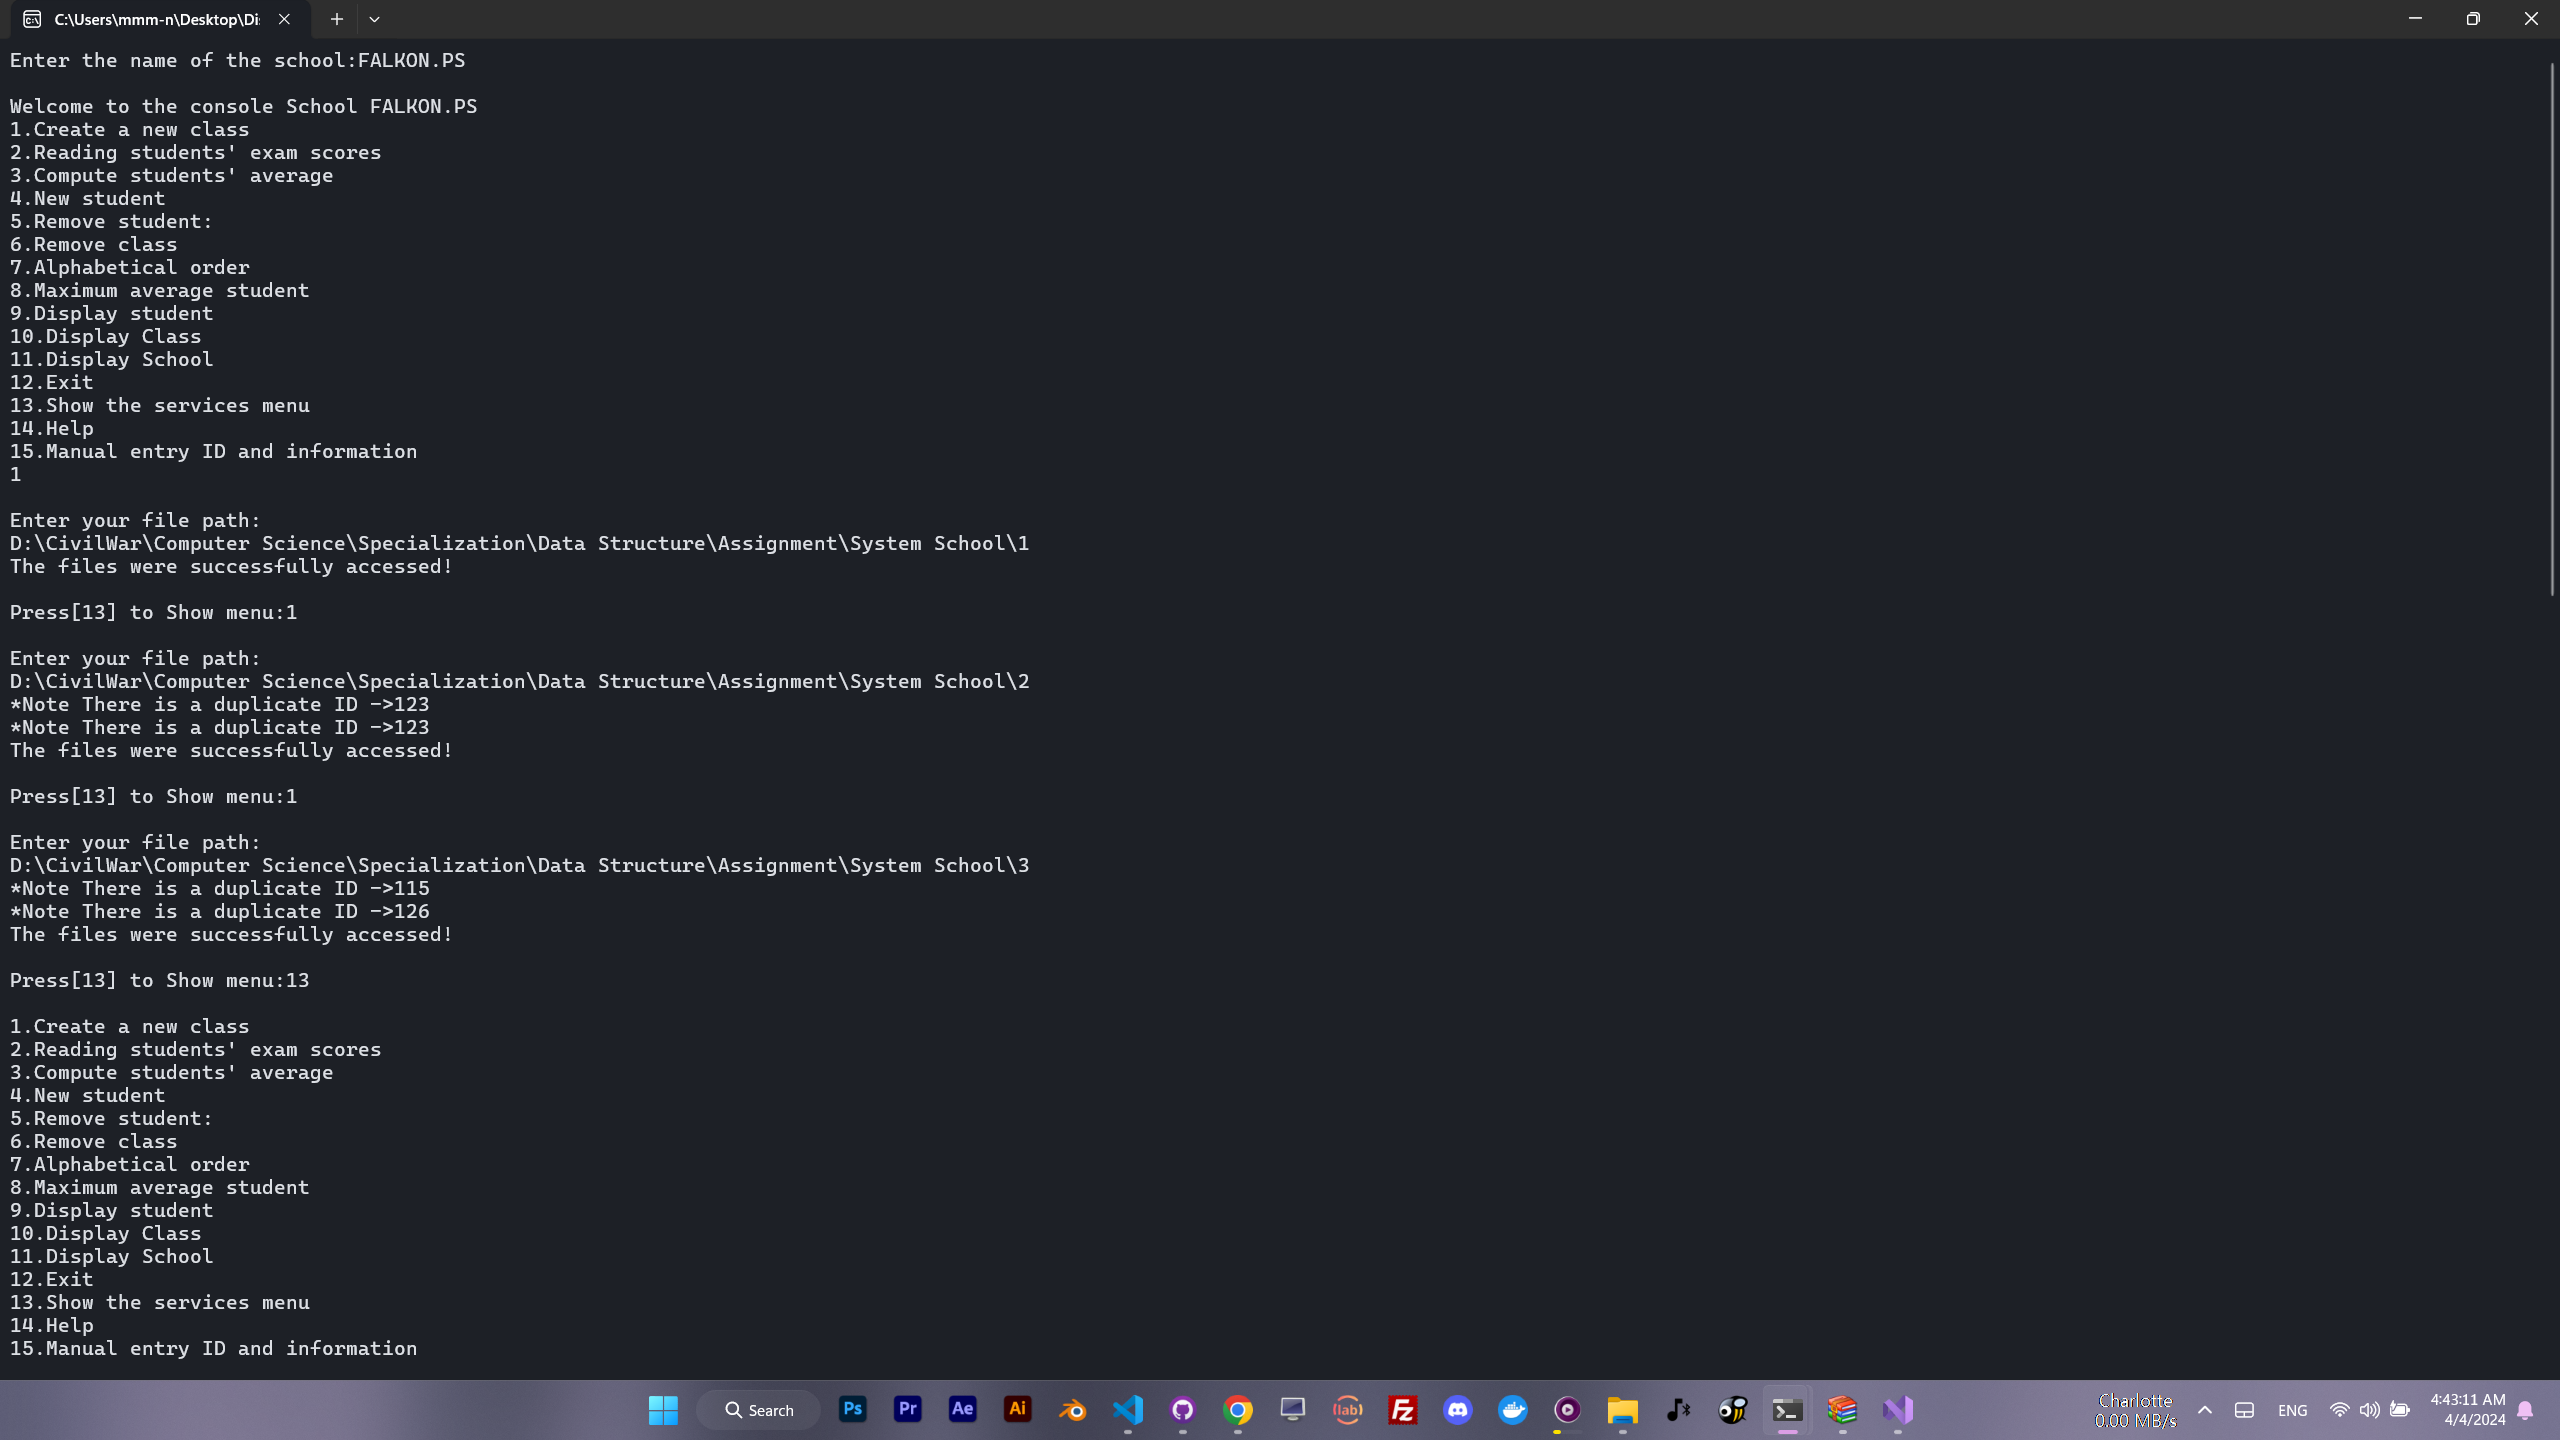 C:\Users\mmm-n\Desktop\Di
Enter the name of the school:FALKON.PS
Welcome to the console School FALKON.PS
1.Create a new class
2.Reading students' exam scores
3.Compute students' average
4.New student
5.Remove student:
6.Remove class
7.Alphabetical order
8.Maximum average student
9.Display student
10.Display Class
11.Display School
12.Exit
13.Show the services menu
14.Help
15.Manual entry ID and information
1
Enter your file path:
D:\CivilWar\Computer Science\Specialization\Data Structure\Assignment\System School\1
The files were successfully accessed!
Press[13] to Show menu:1
Enter your file path:
D:\CivilWar\Computer Science\Specialization\Data Structure\Assignment\System School\2
*Note There is a duplicate ID ->123
*Note There is a duplicate ID ->123
The files were successfully accessed!
Press[13] to Show menu:1
Enter your file path:
D:\CivilWar\Computer Science\Specialization\Data Structure\Assignment\System School\3
*Note There is a duplicate ID ->115
*Note There is a duplicate ID ->126
The files were successfully accessed!
Press[13] to Show menu:13
1.Create a new class
2.Reading students' exam scores
3.Compute students' average
4.New student
5.Remove student:
6.Remove class
7.Alphabetical order
8.Maximum average student
9.Display student
10.Display Class
11.Display School
12.Exit
13.Show the services menu
14.Help
15.Manual entry ID and information
Search
Ps
Pr
Ae
Ai
{lab}
Fz
Charlotte
0.00 MB/s
ENG
4:43:11 AM
4/4/2024